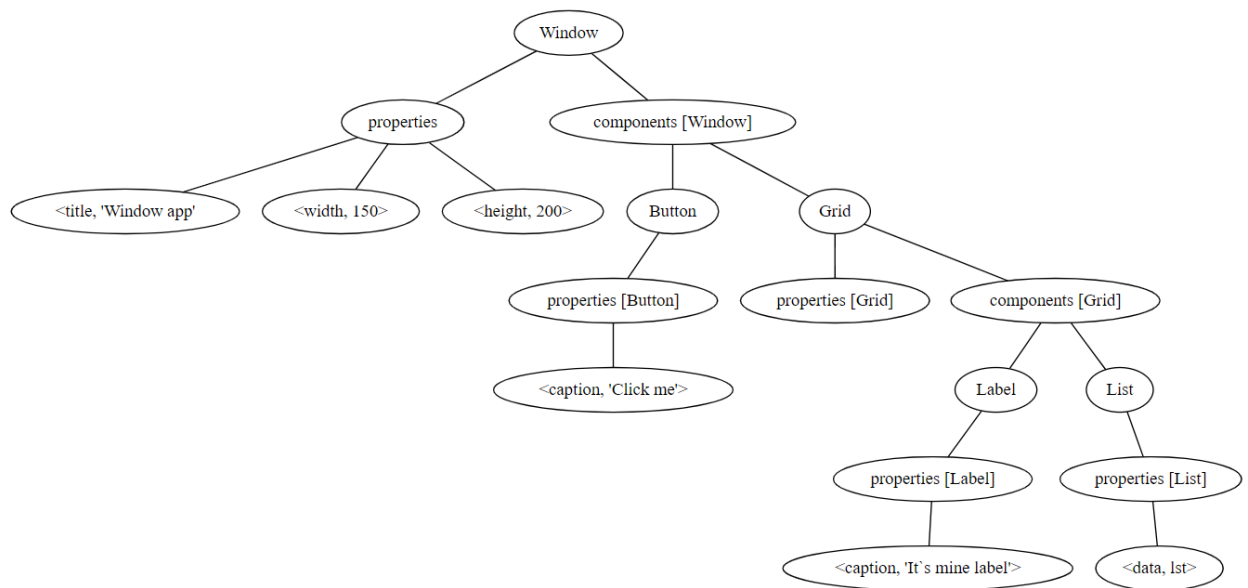 Window
properties
components [Window]
<title, 'Window app'
<width, 150>
<height, 200>
Button
Grid
properties [Button]
properties [Grid]
components [Grid]
<caption, 'Click me'>
Label
List
properties [Label]
properties [List]
<caption, 'It`s mine label'>
<data, lst>